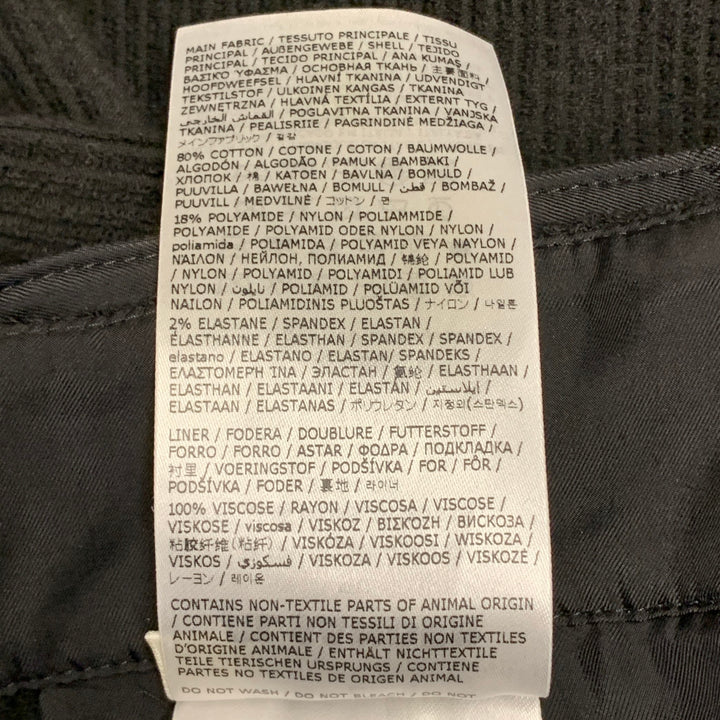 MAIN FABRIC / TESSUTO PRINCIPALE / TISSU
PRINCIPAL / AUßENGEWEBE / SHELL / TEJIDO
PRINCIPAL / TECIDO PRINCIPAL / ANA KUMAŞ /
ΒΑΣΙΚΌ ΎΦΑΣΜΑ / ОСНОВНАЯ ТКАНЬ / 主要面料 /
HOOFDWEEFSEL / HLAVNÍ TKANINA / UDVENDIGT
TEKSTILSTOF / ULKOINEN KANGAS / TKANINA
ZEWNĘTRZNA / HLAVNÁ TEXTÍLIA / EXTERNT TYG /
القماش الخارجي / POGLAVITNA TKANINA / VANJSKA
TKANINA / PEALISRIIE / PAGRINDINĖ MEDŽIAGA /
メインファブリック / 겉감
80% COTTON / COTONE / COTON / BAUMWOLLE /
ALGODÓN / ALGODÃO / PAMUK / ΒΑΜΒΑΚΙ /
ХЛОПОК / 棉 / KATOEN / BAVLNA / BOMULD /
PUUVILLA / BAWEŁNA / BOMULL / قطن / BOMBAŽ /
PUUVILL / MEDVILNĖ / コットン / 면
18% POLYAMIDE / NYLON / POLIAMMIDE /
POLYAMIDE / POLYAMID ODER NYLON / NYLON /
poliamida / POLIAMIDA / POLYAMID VEYA NAYLON /
ΝΆΙΛΟΝ / НЕЙЛОН, ПОЛИАМИД / 锦纶 / POLYAMID
/ NYLON / POLYAMID / POLYAMIDI / POLIAMID LUB
NYLON / نايلون / POLIAMID / POLÜAMIID VÕI
NAILON / POLIAMIDINIS PLUOŠTAS / ナイロン / 나일론
2% ELASTANE / SPANDEX / ELASTAN /
ÉLASTHANNE / ELASTHAN / SPANDEX / SPANDEX /
elastano / ELASTANO / ELASTAN/ SPANDEKS /
ΕΛΑΣΤΟΜΕΡΉ ΊΝΑ / ЭЛАСТАН / 氨纶 / ELASTHAAN /
ELASTHAN / ELASTAANI / ELASTAN / إيلاستين /
ELASTAAN / ELASTANAS / ポリウレタン / 지정외(스판덱스)
LINER / FODERA / DOUBLURE / FUTTERSTOFF /
FORRO / FORRO / ASTAR / ΦΟΔΡΑ / ПОДКЛАДКА /
衬里 / VOERINGSTOF / PODŠÍVKA / FOR / FÔR /
PODŠÍVKA / FODER / 裏地 / 라이너
100% VISCOSE / RAYON / VISCOSA / VISCOSE /
VISKOSE / viscosa / VISKOZ / ΒΙΣΚΌΖΗ / ВИСКОЗА /
粘胶纤维(粘纤) / VISKÓZA / VISKOOSI / WISKOZA /
VISKOS / فسكوزي / VISKOZA / VISKOOS / VISKOZĖ /
レーヨン / 레이온
CONTAINS NON-TEXTILE PARTS OF ANIMAL ORIGIN
/ CONTIENE PARTI NON TESSILI DI ORIGINE
ANIMALE / CONTIENT DES PARTIES NON TEXTILES
D'ORIGINE ANIMALE / ENTHÄLT NICHTTEXTILE
TEILE TIERISCHEN URSPRUNGS / CONTIENE
PARTES NO TEXTILES DE ORIGEN ANIMAL
DO NOT WASH / DO NOT BLEACH / DO NOT